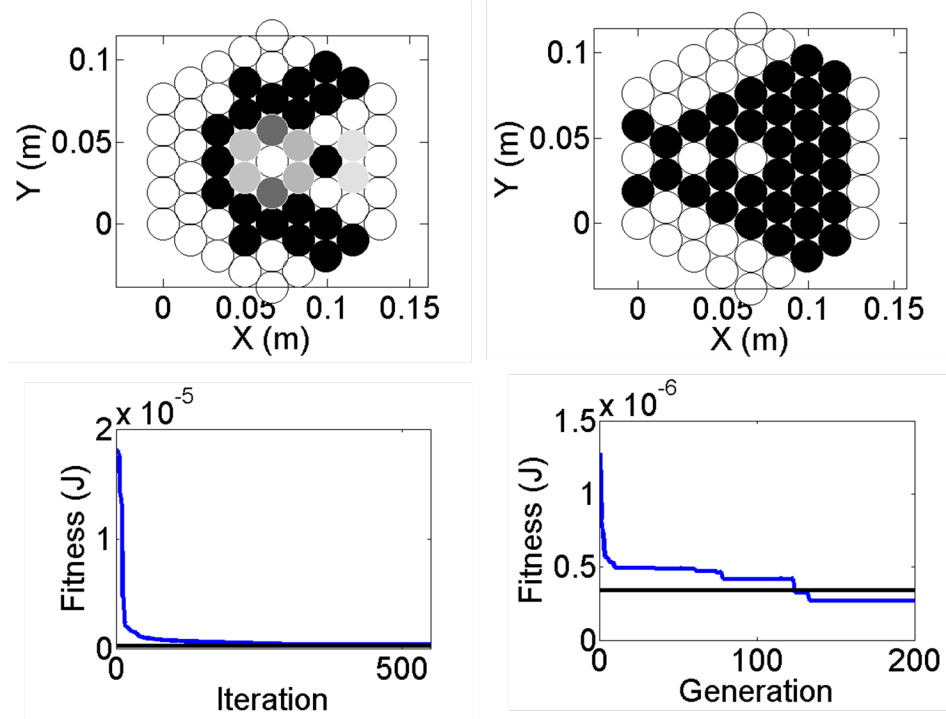 0.1
0.05
0
Y (m)
0 0.05 0.1 0.15
X (m)
0.1
0.05
0
Y (m)
0 0.05 0.1 0.15
X (m)
x 10^-5
2
1
0
Fitness (J)
0 500
Iteration
x 10^-6
1.5
1
0.5
0
Fitness (J)
0 100 200
Generation